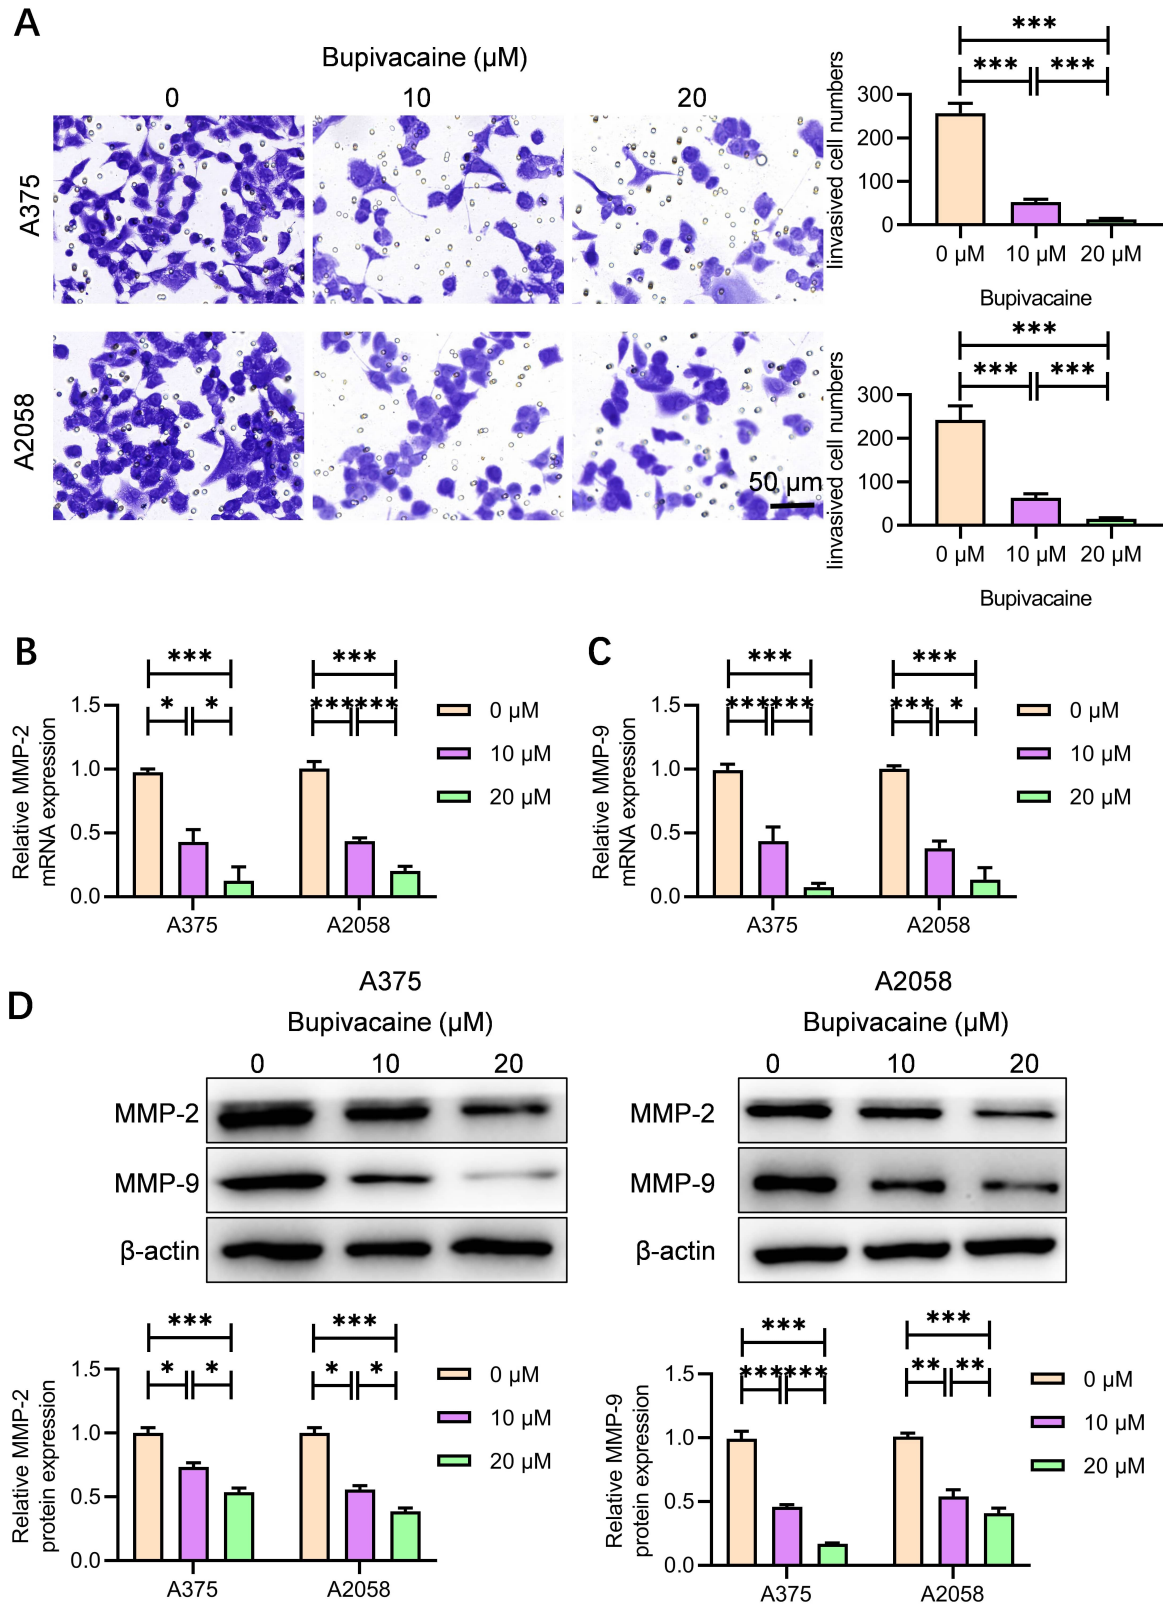 A
Bupivacaine (µM)
0 10 20
A375
A2058
50 µm
***
*** ***
Iinvasived cell numbers
300
200
100
0
0 µM 10 µM 20 µM
Bupivacaine
***
*** ***
Iinvasived cell numbers
300
200
100
0
0 µM 10 µM 20 µM
Bupivacaine
B
*** ***
* * *** ***
Relative MMP-2
mRNA expression
1.5
1.0
0.5
0.0
A375 A2058
0 µM
10 µM
20 µM
C
*** ***
*** *** *** *
Relative MMP-9
mRNA expression
1.5
1.0
0.5
0.0
A375 A2058
0 µM
10 µM
20 µM
D
A375
Bupivacaine (µM)
0 10 20
MMP-2
MMP-9
β-actin
A2058
Bupivacaine (µM)
0 10 20
MMP-2
MMP-9
β-actin
*** ***
* * * *
Relative MMP-2
protein expression
1.5
1.0
0.5
0.0
A375 A2058
0 µM
10 µM
20 µM
*** ***
*** *** ** **
Relative MMP-9
protein expression
1.5
1.0
0.5
0.0
A375 A2058
0 µM
10 µM
20 µM